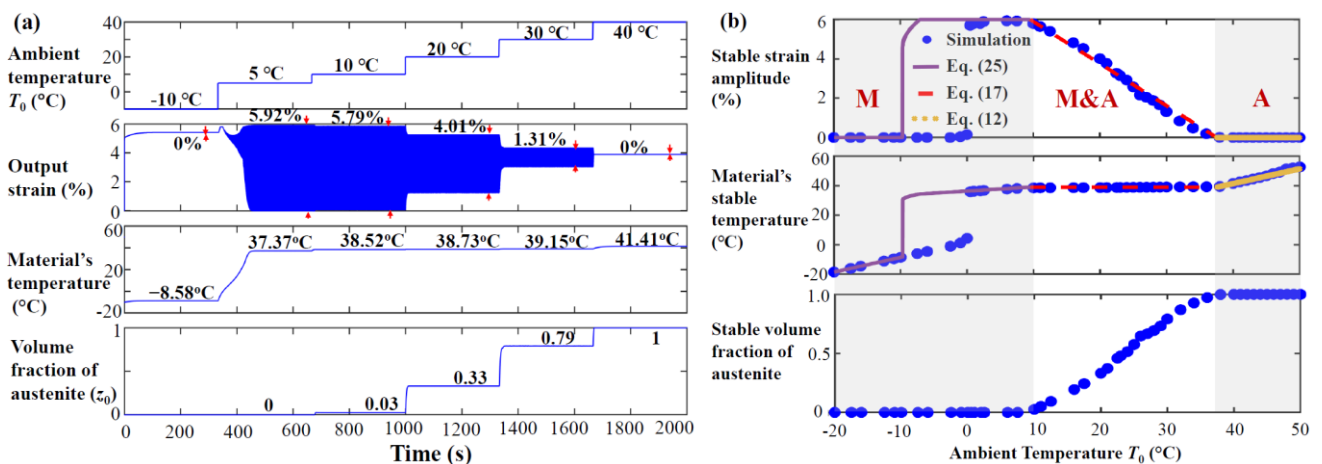 (a)
Ambient
temperature
T₀ (°C)
40
20
0
-10 °C
5 °C
10 °C
20 °C
30 °C
40 °C
Output
strain (%)
6
4
2
0
0%
5.92%
5.79%
4.01%
1.31%
0%
Material's
temperature
(°C)
60
20
-20
−8.58°C
37.37°C
38.52°C
38.73°C
39.15°C
41.41°C
Volume
fraction of
austenite (z₀)
1
0.5
0
0
0.03
0.33
0.79
1
0 200 400 600 800 1000 1200 1400 1600 1800 2000
Time (s)
(b)
Stable strain
amplitude
(%)
6
4
2
0
Simulation
Eq. (25)
Eq. (17)
Eq. (12)
M
M&A
A
Material's
stable
temperature
(°C)
60
40
0
-20
Stable volume
fraction of
austenite
1.0
0.5
0
-20 -10 0 10 20 30 40 50
Ambient Temperature T₀ (°C)